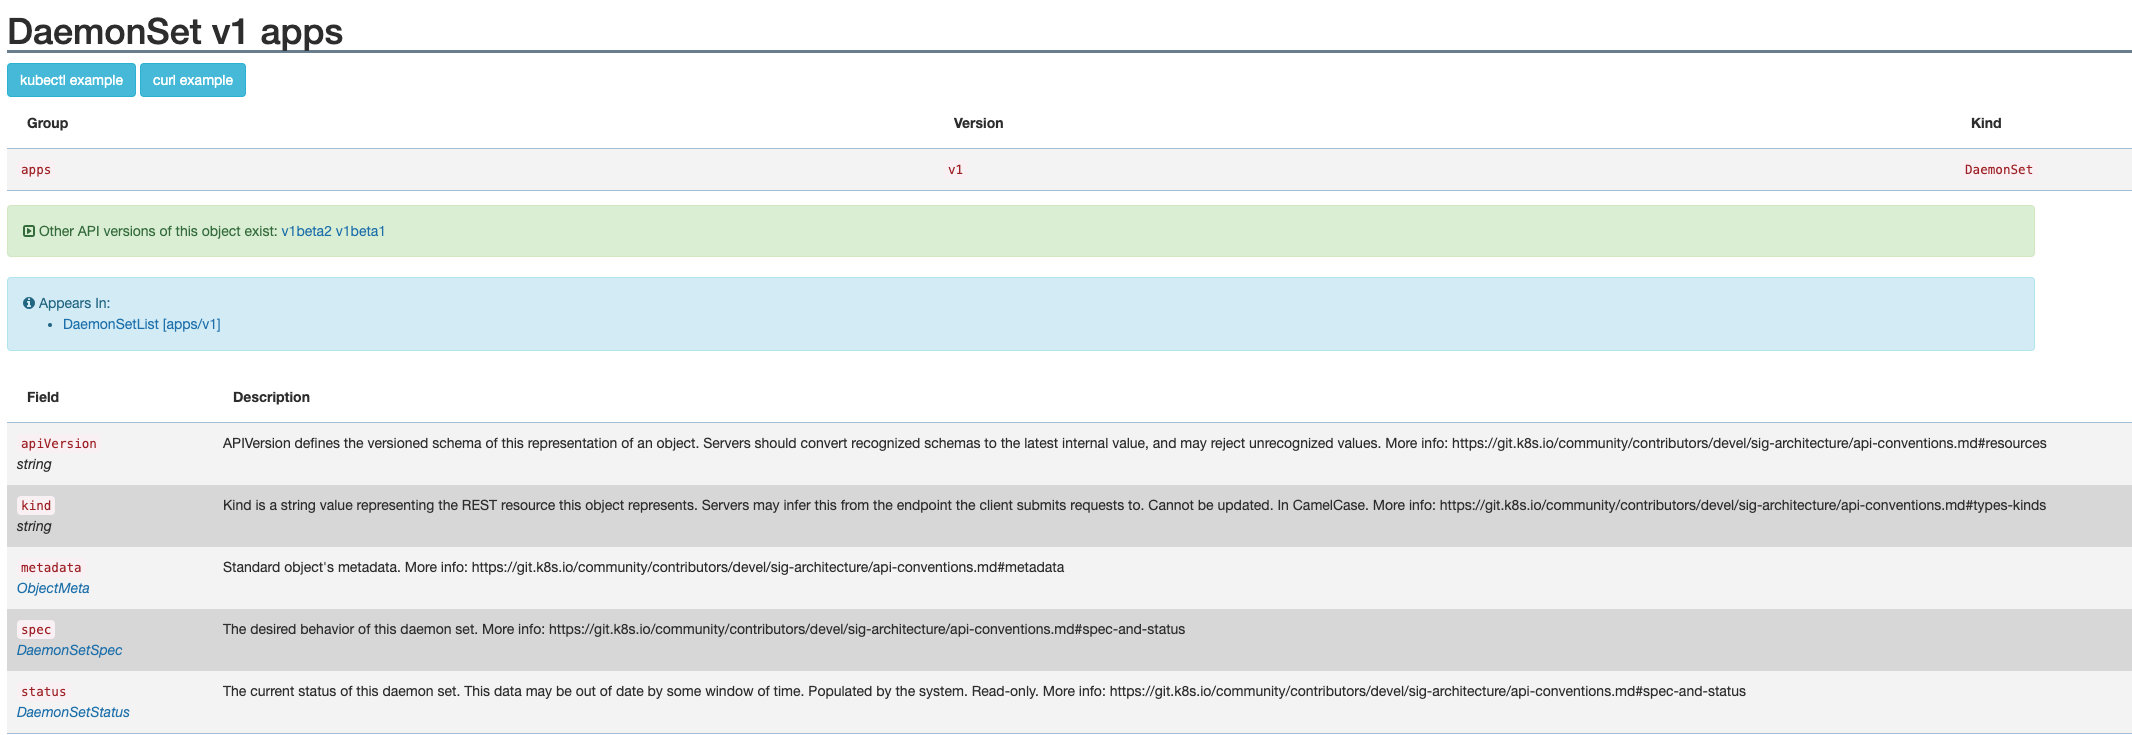 DaemonSet v1 apps
kubectl example curl example
Group Version Kind
apps v1 DaemonSet
Other API versions of this object exist: v1beta2 v1beta1
Appears In:
• DaemonSetList [apps/v1]
Field Description
apiVersion APIVersion defines the versioned schema of this representation of an object. Servers should convert recognized schemas to the latest internal value, and may reject unrecognized values. More info: https://git.k8s.io/community/contributors/devel/sig-architecture/api-conventions.md#resources
string
kind Kind is a string value representing the REST resource this object represents. Servers may infer this from the endpoint the client submits requests to. Cannot be updated. In CamelCase. More info: https://git.k8s.io/community/contributors/devel/sig-architecture/api-conventions.md#types-kinds
string
metadata Standard object's metadata. More info: https://git.k8s.io/community/contributors/devel/sig-architecture/api-conventions.md#metadata
ObjectMeta
spec The desired behavior of this daemon set. More info: https://git.k8s.io/community/contributors/devel/sig-architecture/api-conventions.md#spec-and-status
DaemonSetSpec
status The current status of this daemon set. This data may be out of date by some window of time. Populated by the system. Read-only. More info: https://git.k8s.io/community/contributors/devel/sig-architecture/api-conventions.md#spec-and-status
DaemonSetStatus